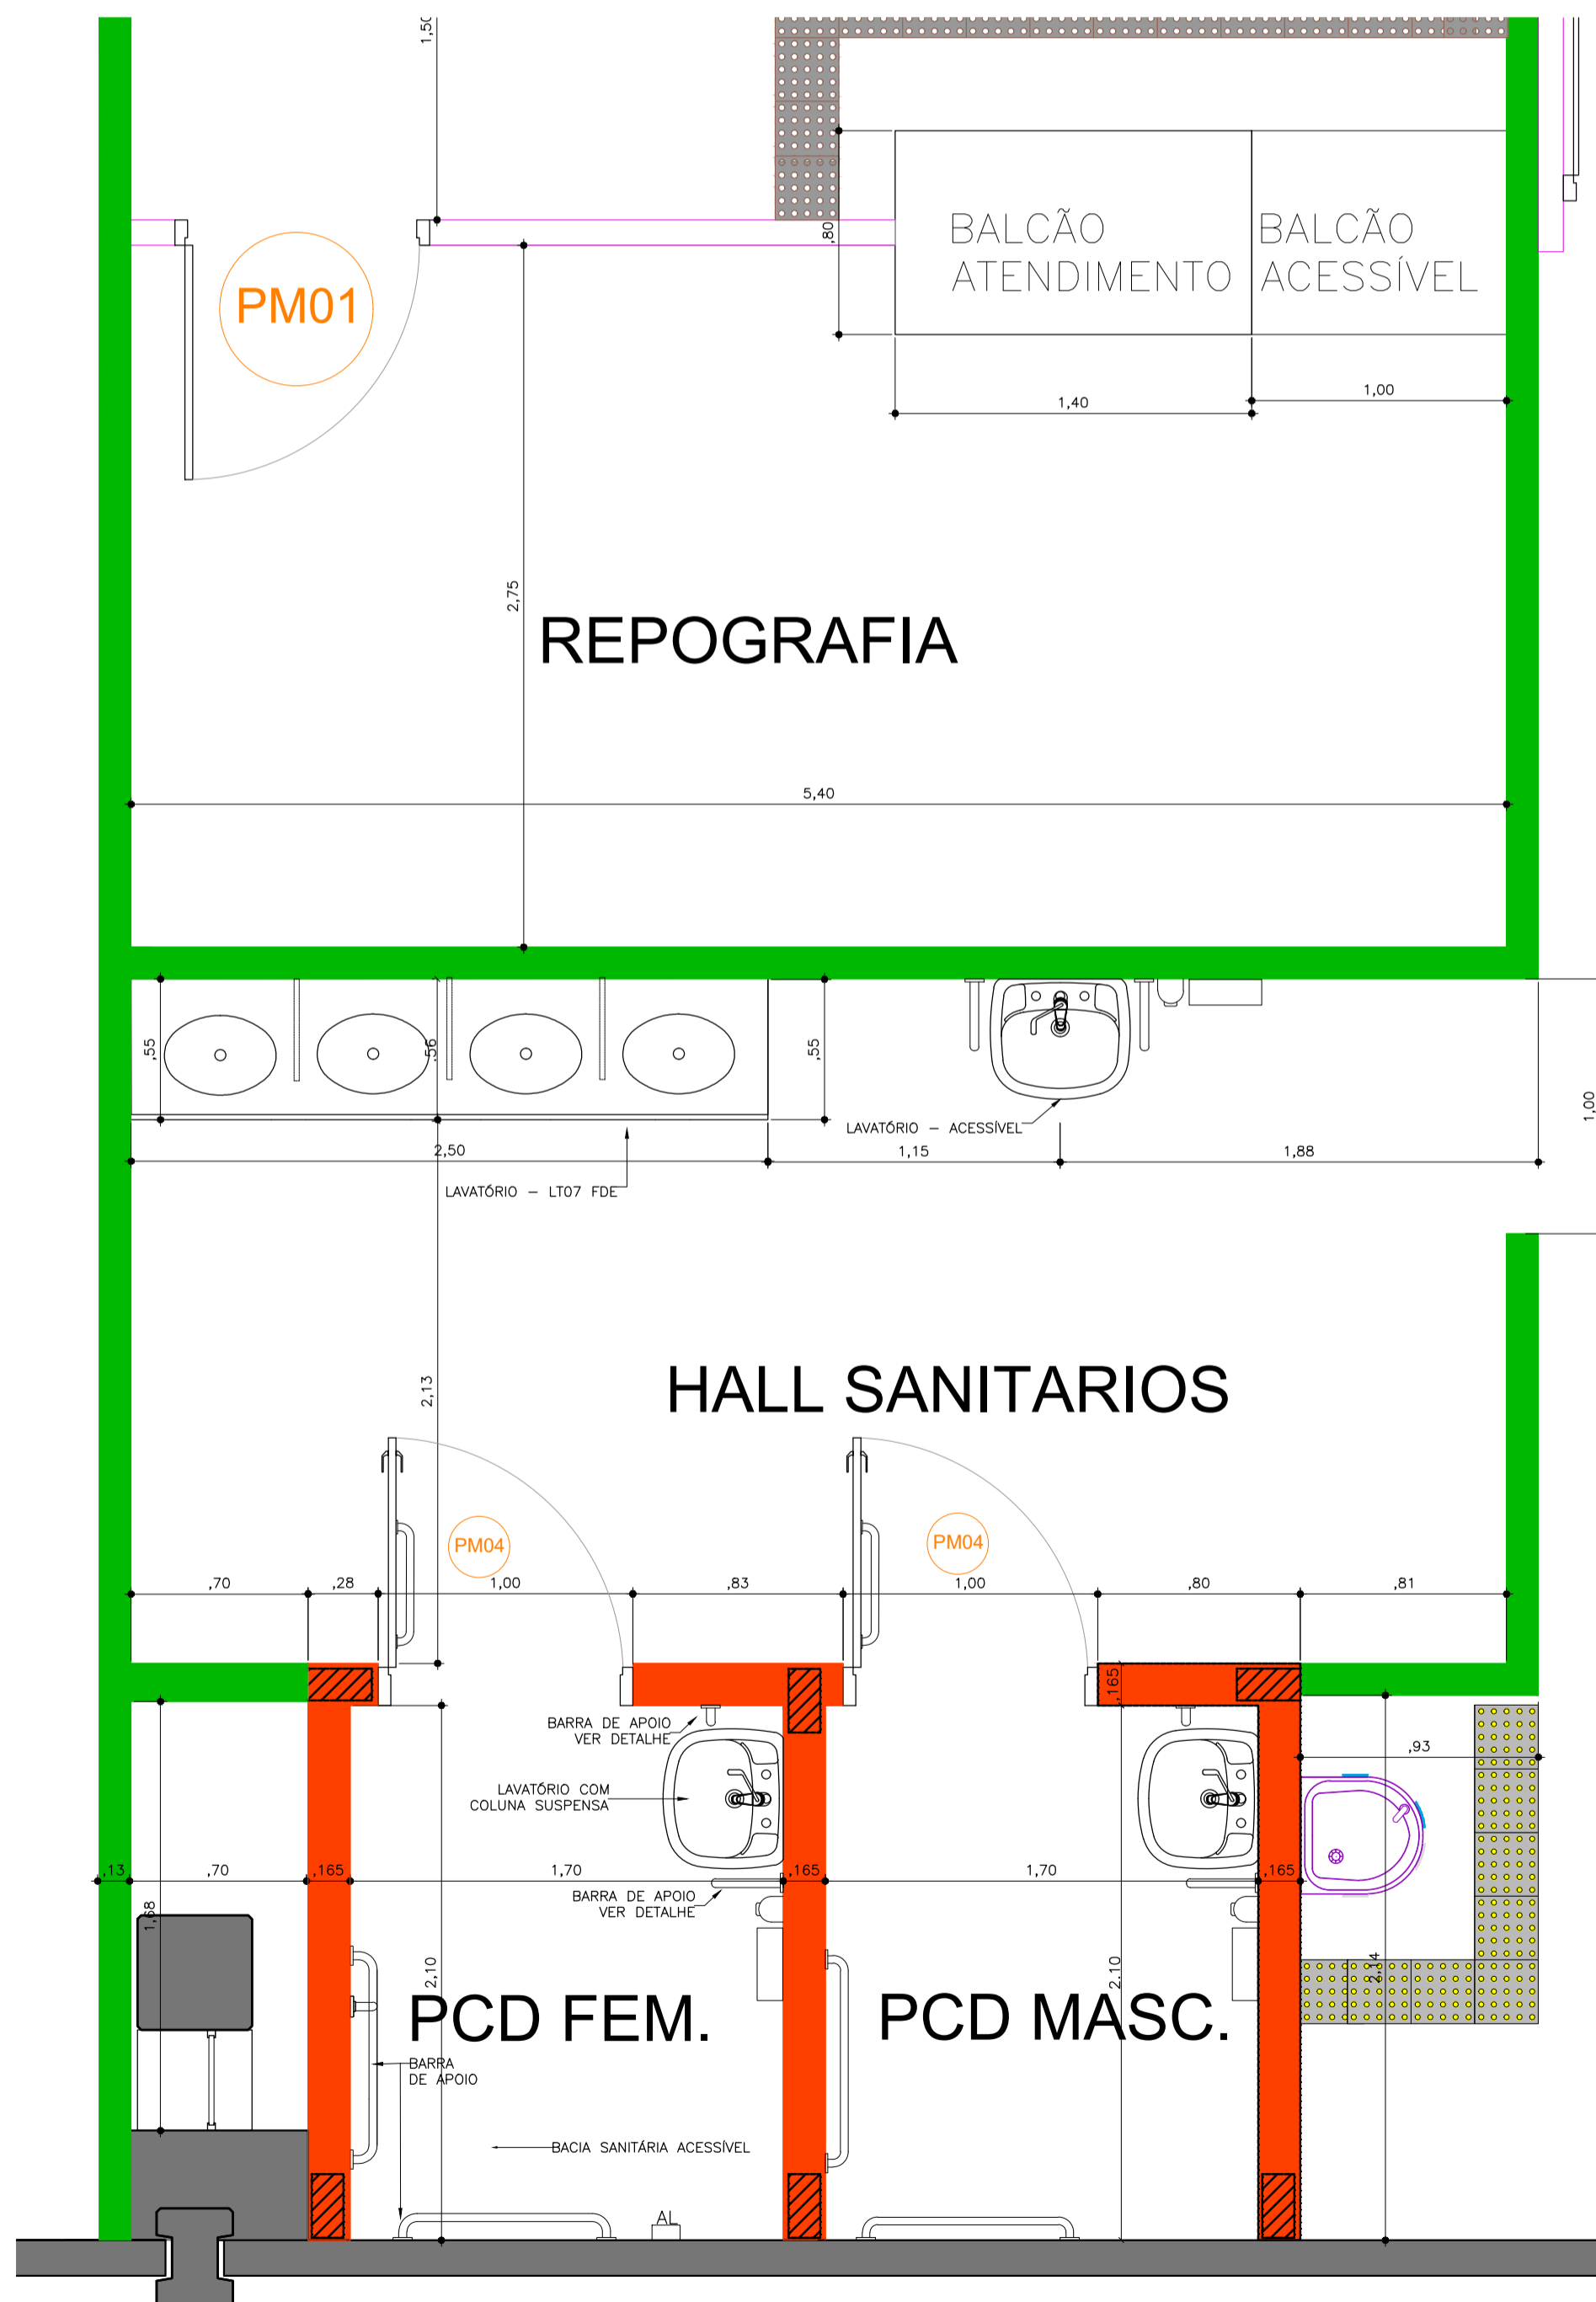 1,50
BALCÃO
ATENDIMENTO
BALCÃO
ACESSÍVEL
,80
PM01
1,40
1,00
2,75
REPOGRAFIA
5,40
,55
,56
,55
LAVATÓRIO – ACESSÍVEL
1,00
2,50
1,15
1,88
LAVATÓRIO – LT07 FDE
2,13
HALL SANITARIOS
PM04
PM04
,70
,28
1,00
,83
1,00
,80
,81
,165
BARRA DE APOIO
VER DETALHE
,93
LAVATÓRIO COM
COLUNA SUSPENSA
,13
,70
,165
1,70
,165
1,70
,165
BARRA DE APOIO
VER DETALHE
1,68
2,10
2,10
2,14
PCD FEM.
PCD MASC.
BARRA
DE APOIO
BACIA SANITÁRIA ACESSÍVEL
AL